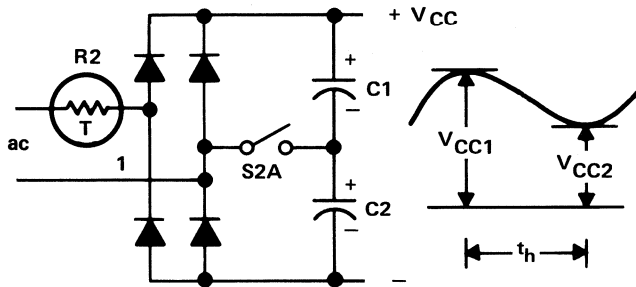 + VCC
R2
T
ac
1
+
C1
−
S2A
+
C2
−
−
VCC1
VCC2
th